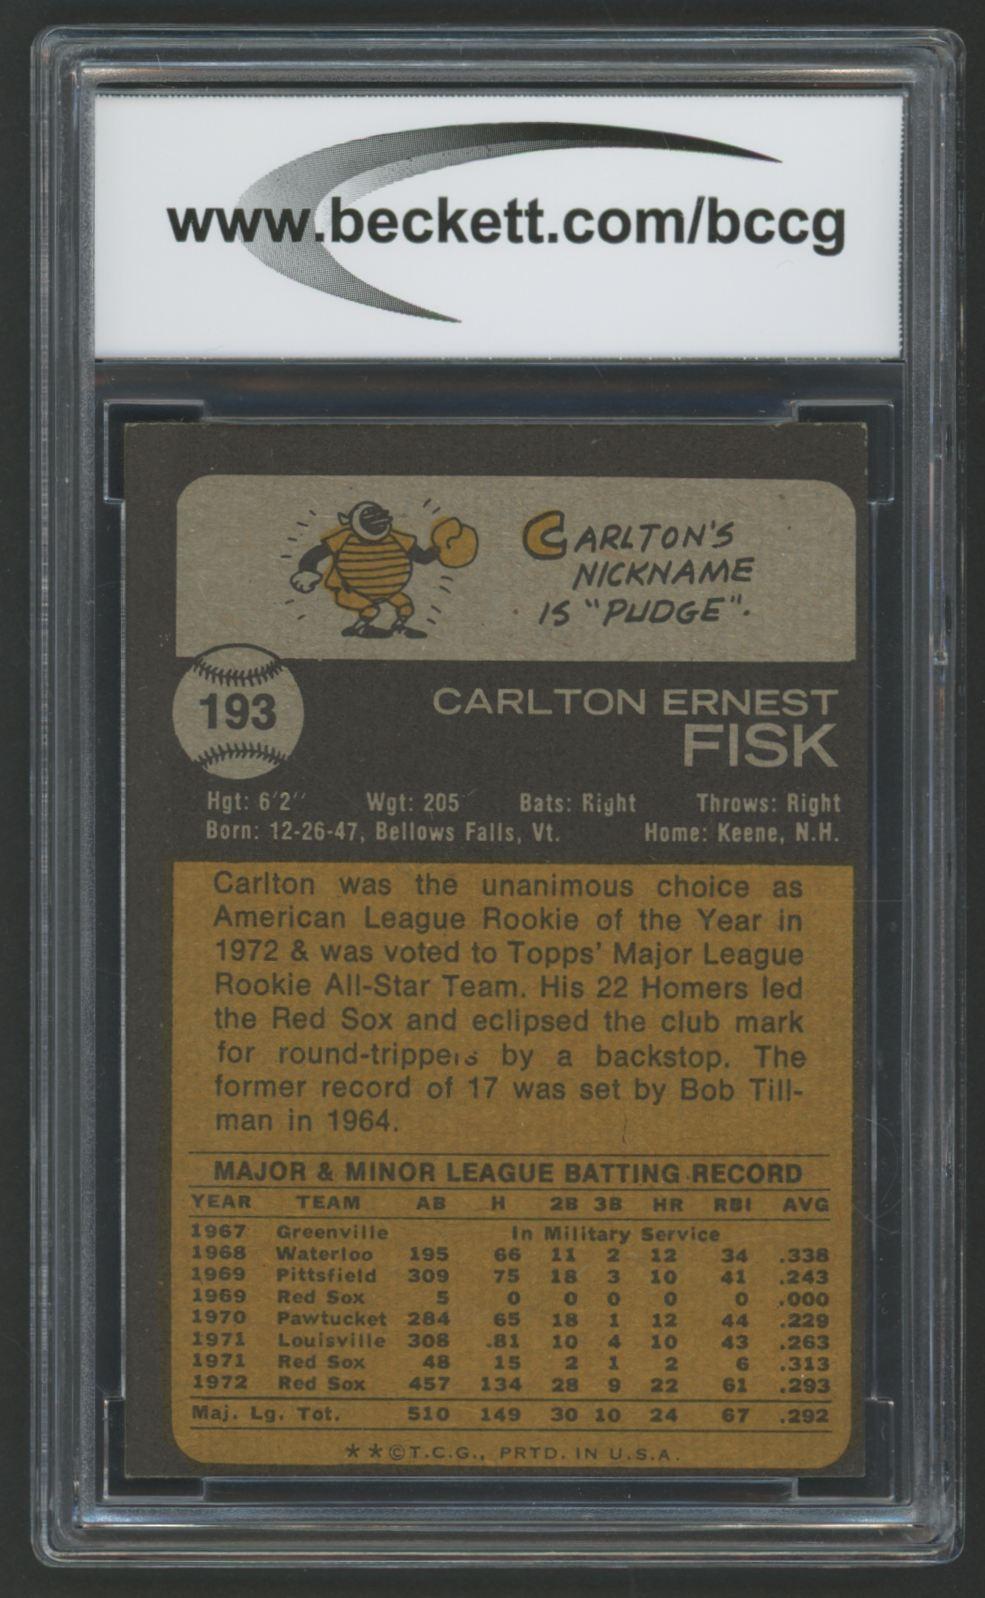 www.beckett.com/bccg
CARLTON'S
NICKNAME
IS "PUDGE".
193
CARLTON ERNEST
FISK
Hgt: 6'2'' Wgt: 205 Bats: Right Throws: Right
Born: 12-26-47, Bellows Falls, Vt. Home: Keene, N.H.
Carlton was the unanimous choice as
American League Rookie of the Year in
1972 & was voted to Topps' Major League
Rookie All-Star Team. His 22 Homers led
the Red Sox and eclipsed the club mark
for round-trippers by a backstop. The
former record of 17 was set by Bob Till-
man in 1964.
MAJOR & MINOR LEAGUE BATTING RECORD
YEAR TEAM AB H 2B 3B HR RBI AVG
1967 Greenville In Military Service
1968 Waterloo 195 66 11 2 12 34 .338
1969 Pittsfield 309 75 18 3 10 41 .243
1969 Red Sox 5 0 0 0 0 0 .000
1970 Pawtucket 284 65 18 1 12 44 .229
1971 Louisville 308 .81 10 4 10 43 .263
1971 Red Sox 48 15 2 1 2 6 .313
1972 Red Sox 457 134 28 9 22 61 .293
Maj. Lg. Tot. 510 149 30 10 24 67 .292
**©T.C.G., PRTD. IN U.S.A.